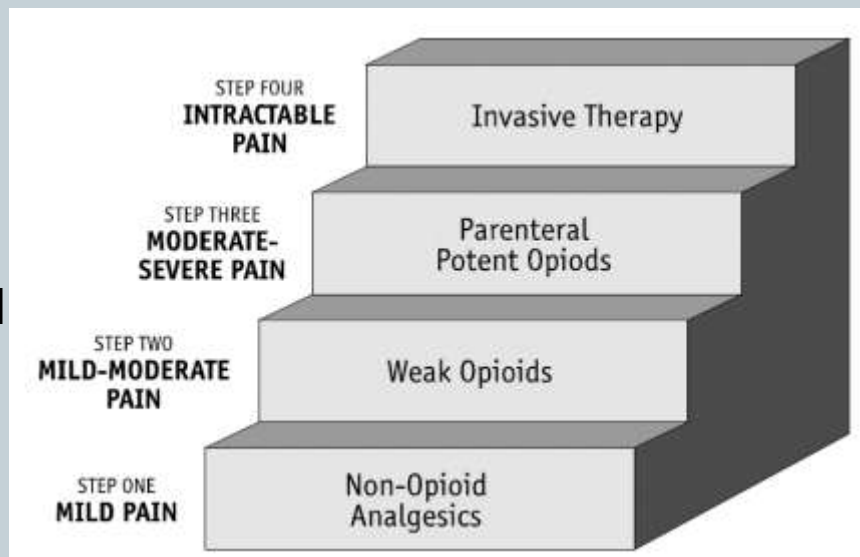 STEP FOUR
INTRACTABLE
PAIN
Invasive Therapy
STEP THREE
MODERATE-
SEVERE PAIN
Parenteral
Potent Opiods
STEP TWO
MILD-MODERATE
PAIN
Weak Opioids
STEP ONE
MILD PAIN
Non-Opioid
Analgesics